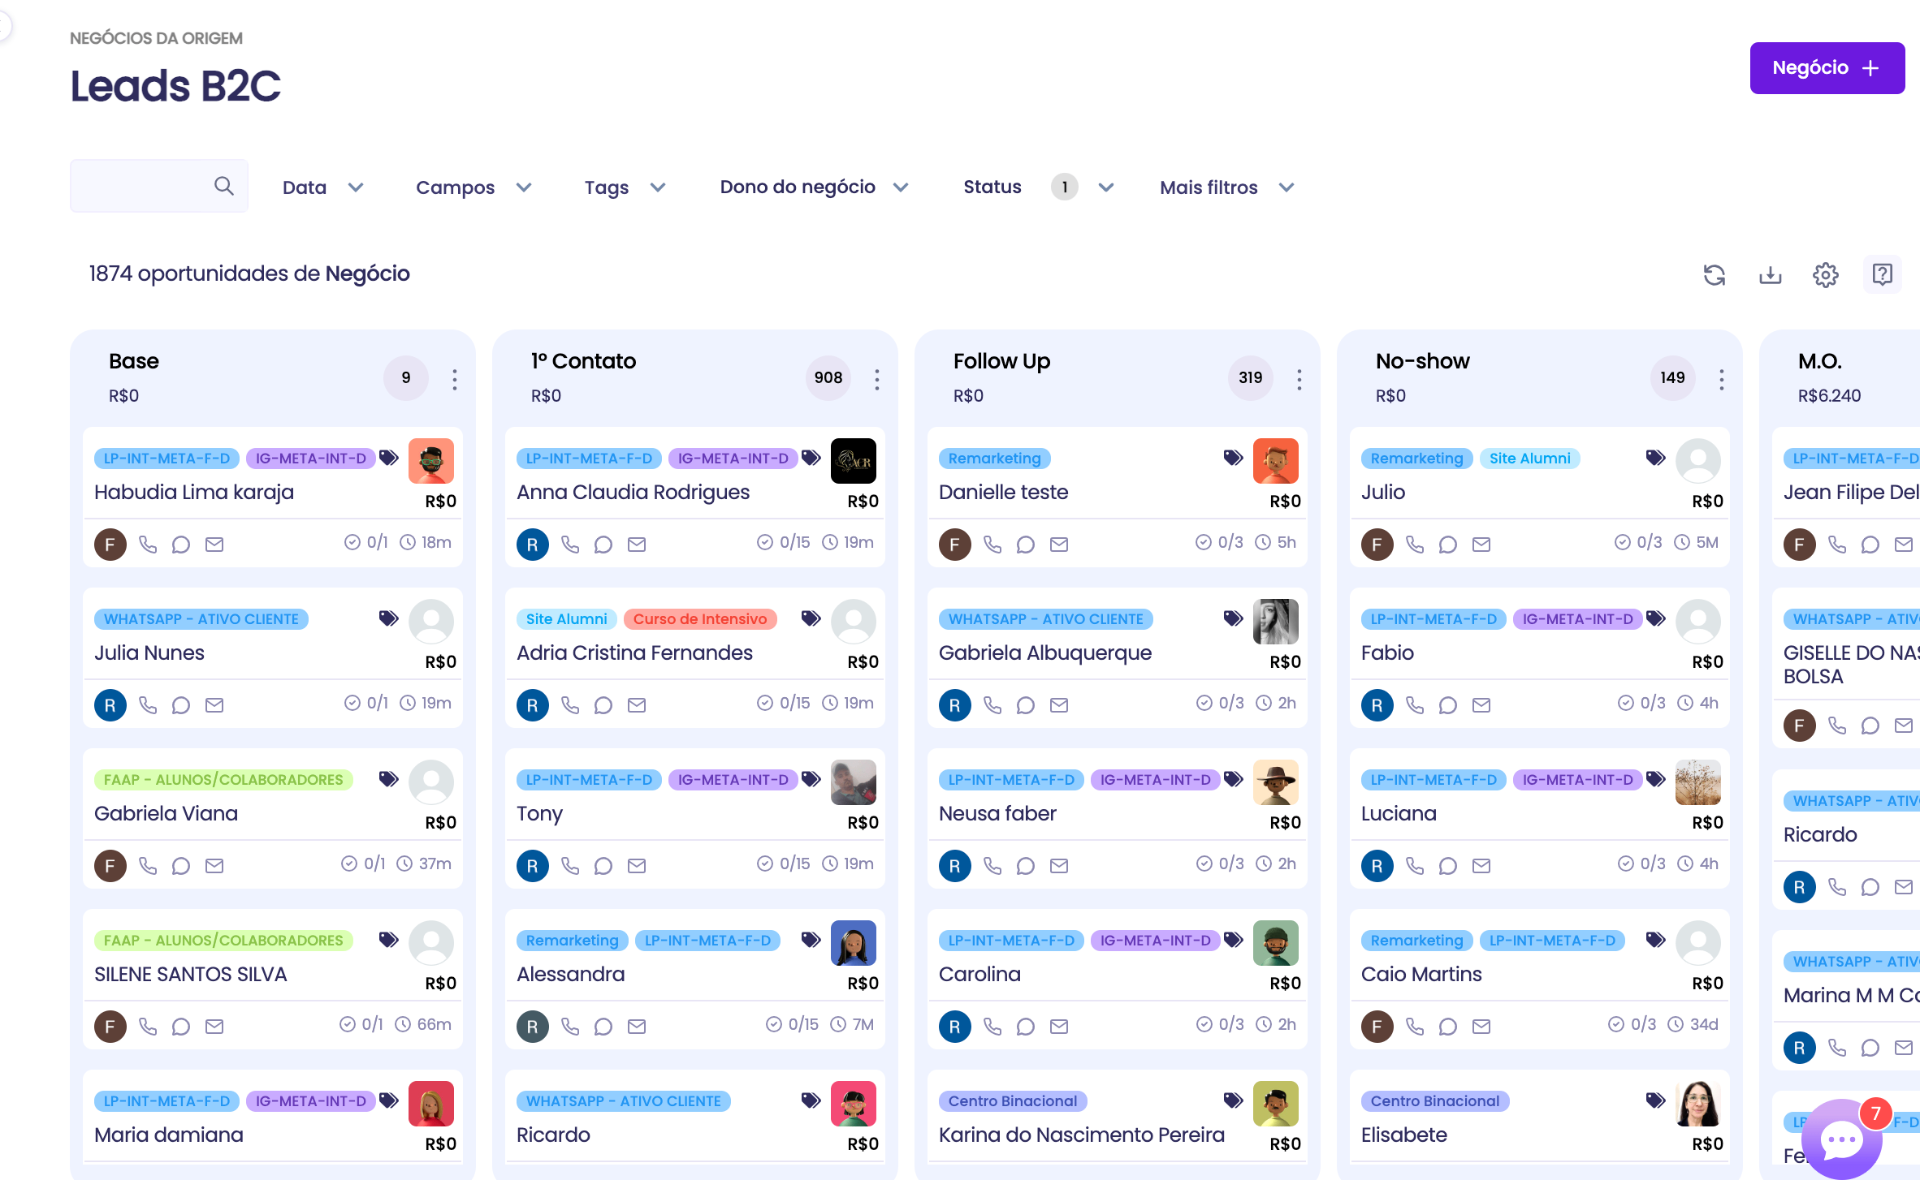 NEGÓCIOS DA ORIGEM
Leads B2C
Negócio
Data
Campos
Tags
Dono do negócio
Status
1
Mais filtros
1874 oportunidades de Negócio
Base
R$0
9
LP-INT-META-F-D IG-META-INT-D
Habudia Lima karaja
R$0
F
0/1 18m
WHATSAPP - ATIVO CLIENTE
Julia Nunes
R$0
R
0/1 19m
FAAP - ALUNOS/COLABORADORES
Gabriela Viana
R$0
F
0/1 37m
FAAP - ALUNOS/COLABORADORES
SILENE SANTOS SILVA
R$0
F
0/1 66m
LP-INT-META-F-D IG-META-INT-D
Maria damiana
R$0
1º Contato
R$0
908
LP-INT-META-F-D IG-META-INT-D
ACR
Anna Claudia Rodrigues
R$0
R
0/15 19m
Site Alumni Curso de Intensivo
Adria Cristina Fernandes
R$0
R
0/15 19m
LP-INT-META-F-D IG-META-INT-D
Tony
R$0
R
0/15 19m
Remarketing LP-INT-META-F-D
Alessandra
R$0
R
0/15 7M
WHATSAPP - ATIVO CLIENTE
Ricardo
R$0
Follow Up
R$0
319
Remarketing
Danielle teste
R$0
F
0/3 5h
WHATSAPP - ATIVO CLIENTE
Gabriela Albuquerque
R$0
R
0/3 2h
LP-INT-META-F-D IG-META-INT-D
Neusa faber
R$0
R
0/3 2h
LP-INT-META-F-D IG-META-INT-D
Carolina
R$0
R
0/3 2h
Centro Binacional
Karina do Nascimento Pereira
R$0
No-show
R$0
149
Remarketing Site Alumni
Julio
R$0
F
0/3 5M
LP-INT-META-F-D IG-META-INT-D
Fabio
R$0
R
0/3 4h
LP-INT-META-F-D IG-META-INT-D
Luciana
R$0
R
0/3 4h
Remarketing LP-INT-META-F-D
Caio Martins
R$0
F
0/3 34d
Centro Binacional
Elisabete
R$0
M.O.
R$6.240
LP-INT-META-F-D
Jean Filipe Del
F
WHATSAPP - ATIV
GISELLE DO NAS
BOLSA
F
WHATSAPP - ATIV
Ricardo
R
WHATSAPP - ATIV
Marina M M Co
R
LP
F-D
Fe
7